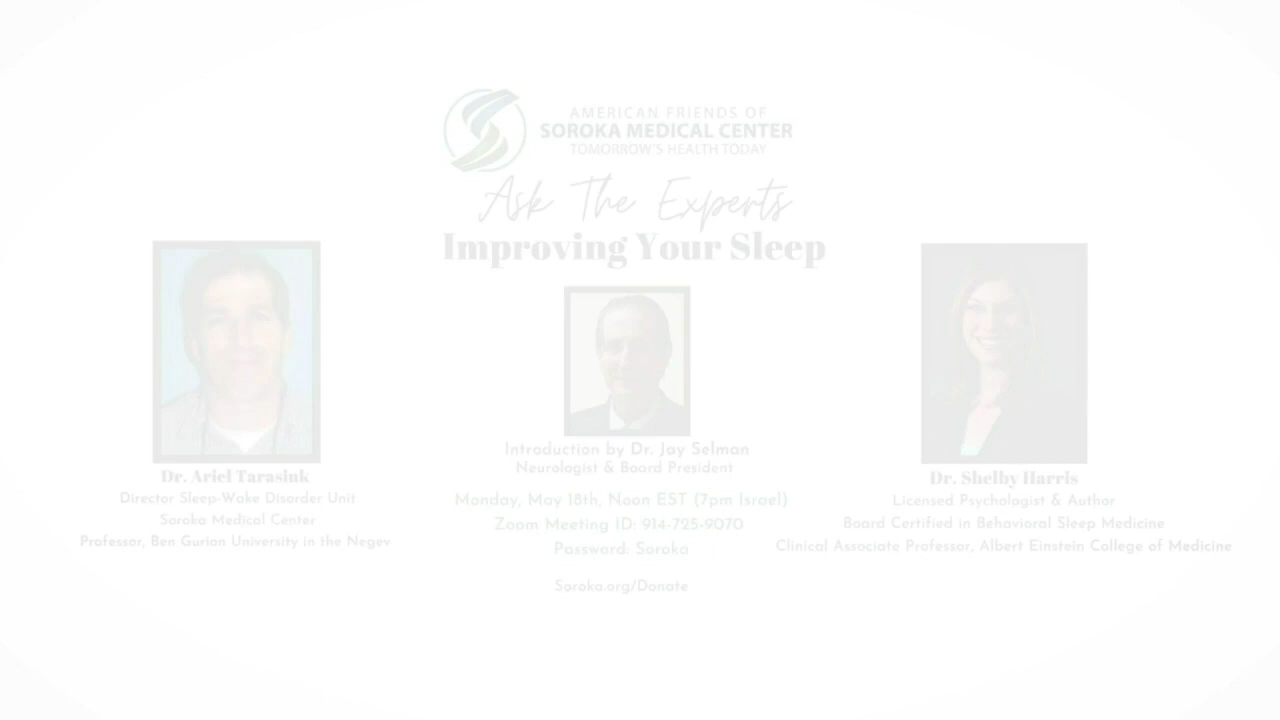 AMERICAN FRIENDS OF
SOROKA MEDICAL CENTER
TOMORROW'S HEALTH TODAY
Ask The Experts
Improving Your Sleep
Dr. Ariel Tarasiuk
Director Sleep-Wake Disorder Unit
Soroka Medical Center
Professor, Ben Gurion University in the Negev
Introduction by Dr. Jay Selman
Neurologist & Board President
Monday, May 18th, Noon EST (7pm Israel)
Zoom Meeting ID: 914-725-9070
Password: Soroka
Soroka.org/Donate
Dr. Shelby Harris
Licensed Psychologist & Author
Board Certified in Behavioral Sleep Medicine
Clinical Associate Professor, Albert Einstein College of Medicine